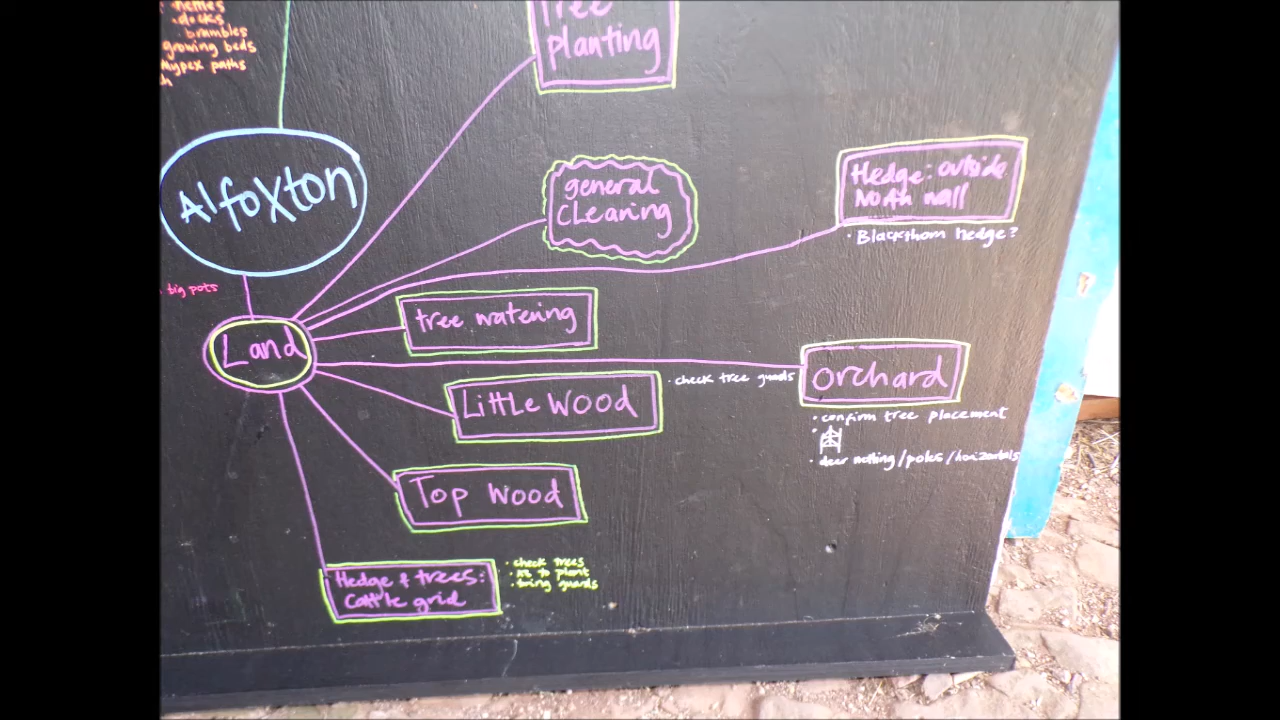 nettles
· docks
brambles
growing beds
Mypex paths
Tree
planting
Alfoxton
general
cleaning
Hedge: outside
North wall
· Blackthorn hedge?
· big pots
tree watering
Land
· check tree guards
orchard
Little Wood
· confirm tree placement
· deer netting/poles/horizontals
Top Wood
Hedge & trees:
Cattle grid
· check trees
to plant
· bring guards